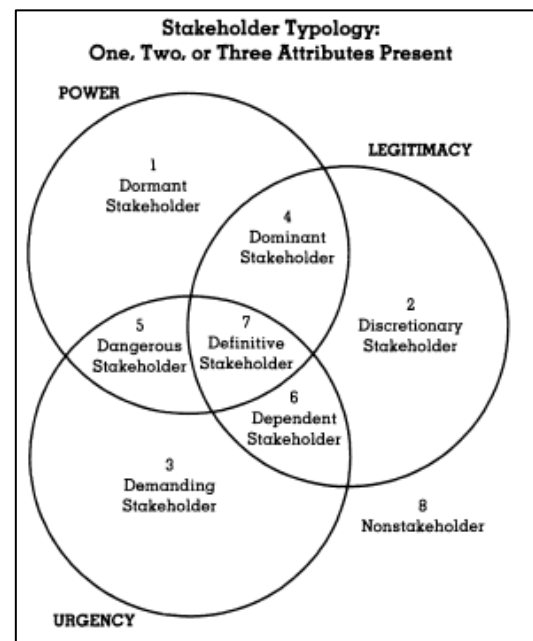 Stakeholder Typology:
One, Two, or Three Attributes Present
POWER
LEGITIMACY
1
Dormant
Stakeholder
4
Dominant
Stakeholder
2
Discretionary
Stakeholder
5
Dangerous
Stakeholder
7
Definitive
Stakeholder
6
Dependent
Stakeholder
3
Demanding
Stakeholder
8
Nonstakeholder
URGENCY